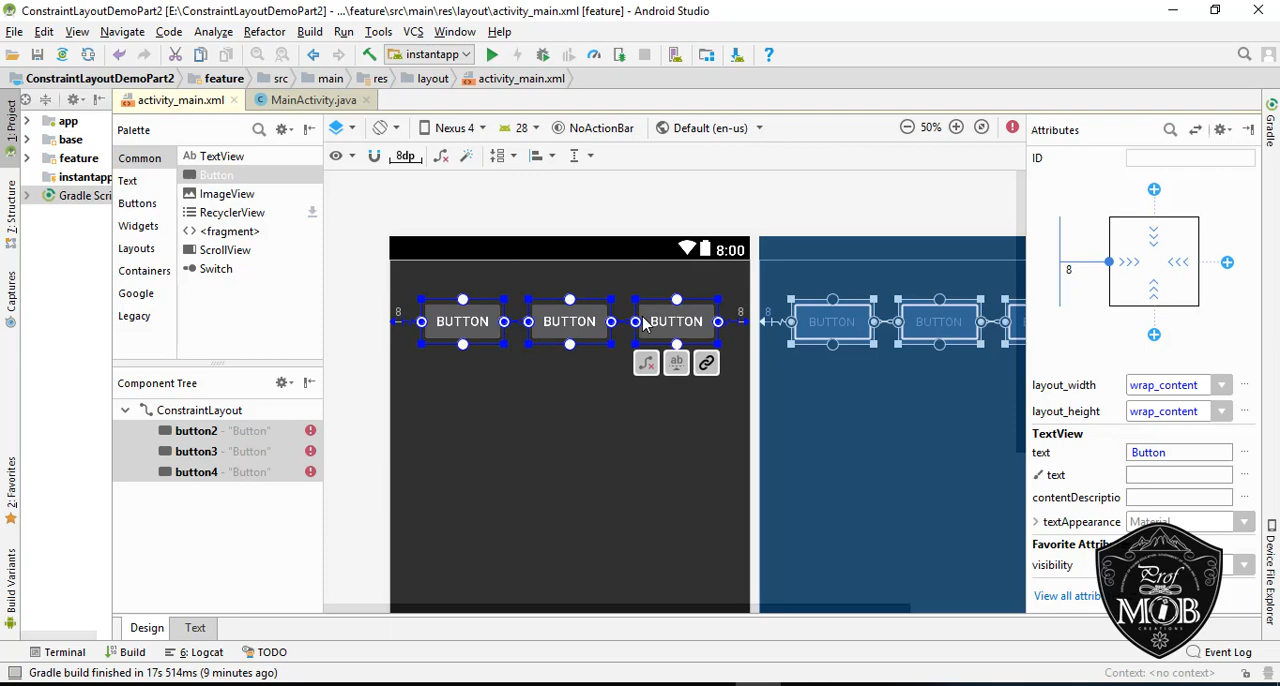 ConstraintLayoutDemoPart2 [E:\ConstraintLayoutDemoPart2] - ...\feature\src\main\res\layout\activity_main.xml [feature] - Android Studio
File Edit View Navigate Code Analyze Refactor Build Run Tools VCS Window Help
instantapp
ConstraintLayoutDemoPart2 feature src main res layout activity_main.xml
1: Project
Z: Structure
Captures
2: Favorites
Build Variants
app
base
feature
instantapp
Gradle Scri
activity_main.xml MainActivity.java
Palette
Common
Text
Buttons
Widgets
Layouts
Containers
Google
Legacy
Ab TextView
Button
ImageView
RecyclerView
<> <fragment>
ScrollView
Switch
Component Tree
ConstraintLayout
button2 - "Button"
button3 - "Button"
button4 - "Button"
Nexus 4 28 NoActionBar Default (en-us) 50%
8dp
8:00
8 BUTTON BUTTON BUTTON 8
ab
8 BUTTON BUTTON
Attributes
ID
8
layout_width wrap_content
layout_height wrap_content
TextView
text Button
text
contentDescriptio
textAppearance Material
Favorite Attrib
visibility
View all attrib
Prof
MiB
CREATIONS
Gradle
Device File Explorer
Design Text
Terminal Build 6: Logcat TODO Event Log
Gradle build finished in 17s 514ms (9 minutes ago) Context: <no context>